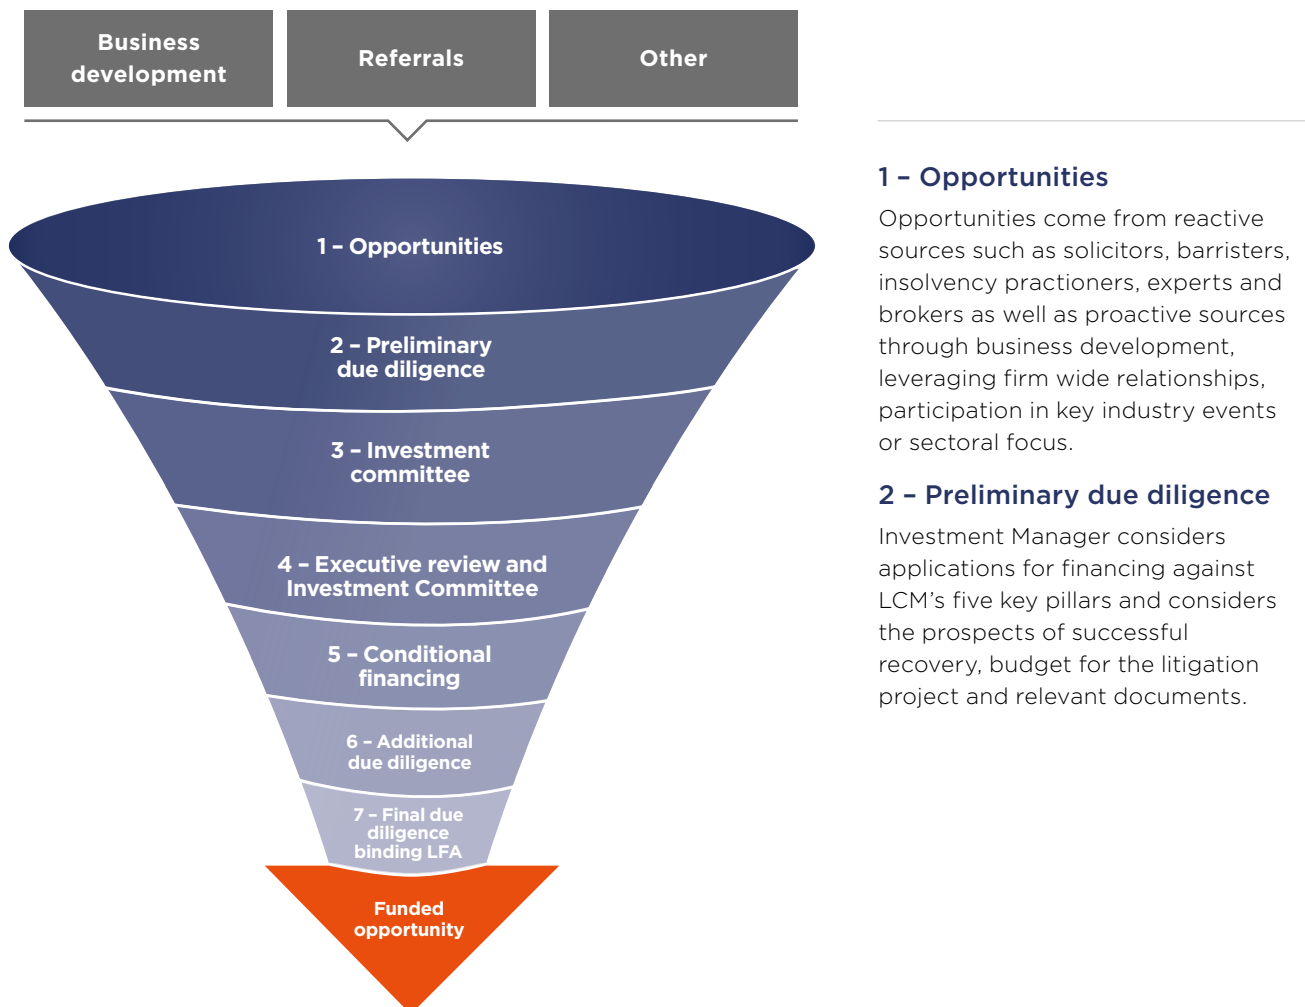 Business
development
Referrals
Other
1 – Opportunities
2 – Preliminary
due diligence
3 – Investment
committee
4 – Executive review and
Investment Committee
5 – Conditional
financing
6 – Additional
due diligence
7 – Final due
diligence
binding LFA
Funded
opportunity
1 – Opportunities
Opportunities come from reactive
sources such as solicitors, barristers,
insolvency practioners, experts and
brokers as well as proactive sources
through business development,
leveraging firm wide relationships,
participation in key industry events
or sectoral focus.
2 – Preliminary due diligence
Investment Manager considers
applications for financing against
LCM’s five key pillars and considers
the prospects of successful
recovery, budget for the litigation
project and relevant documents.